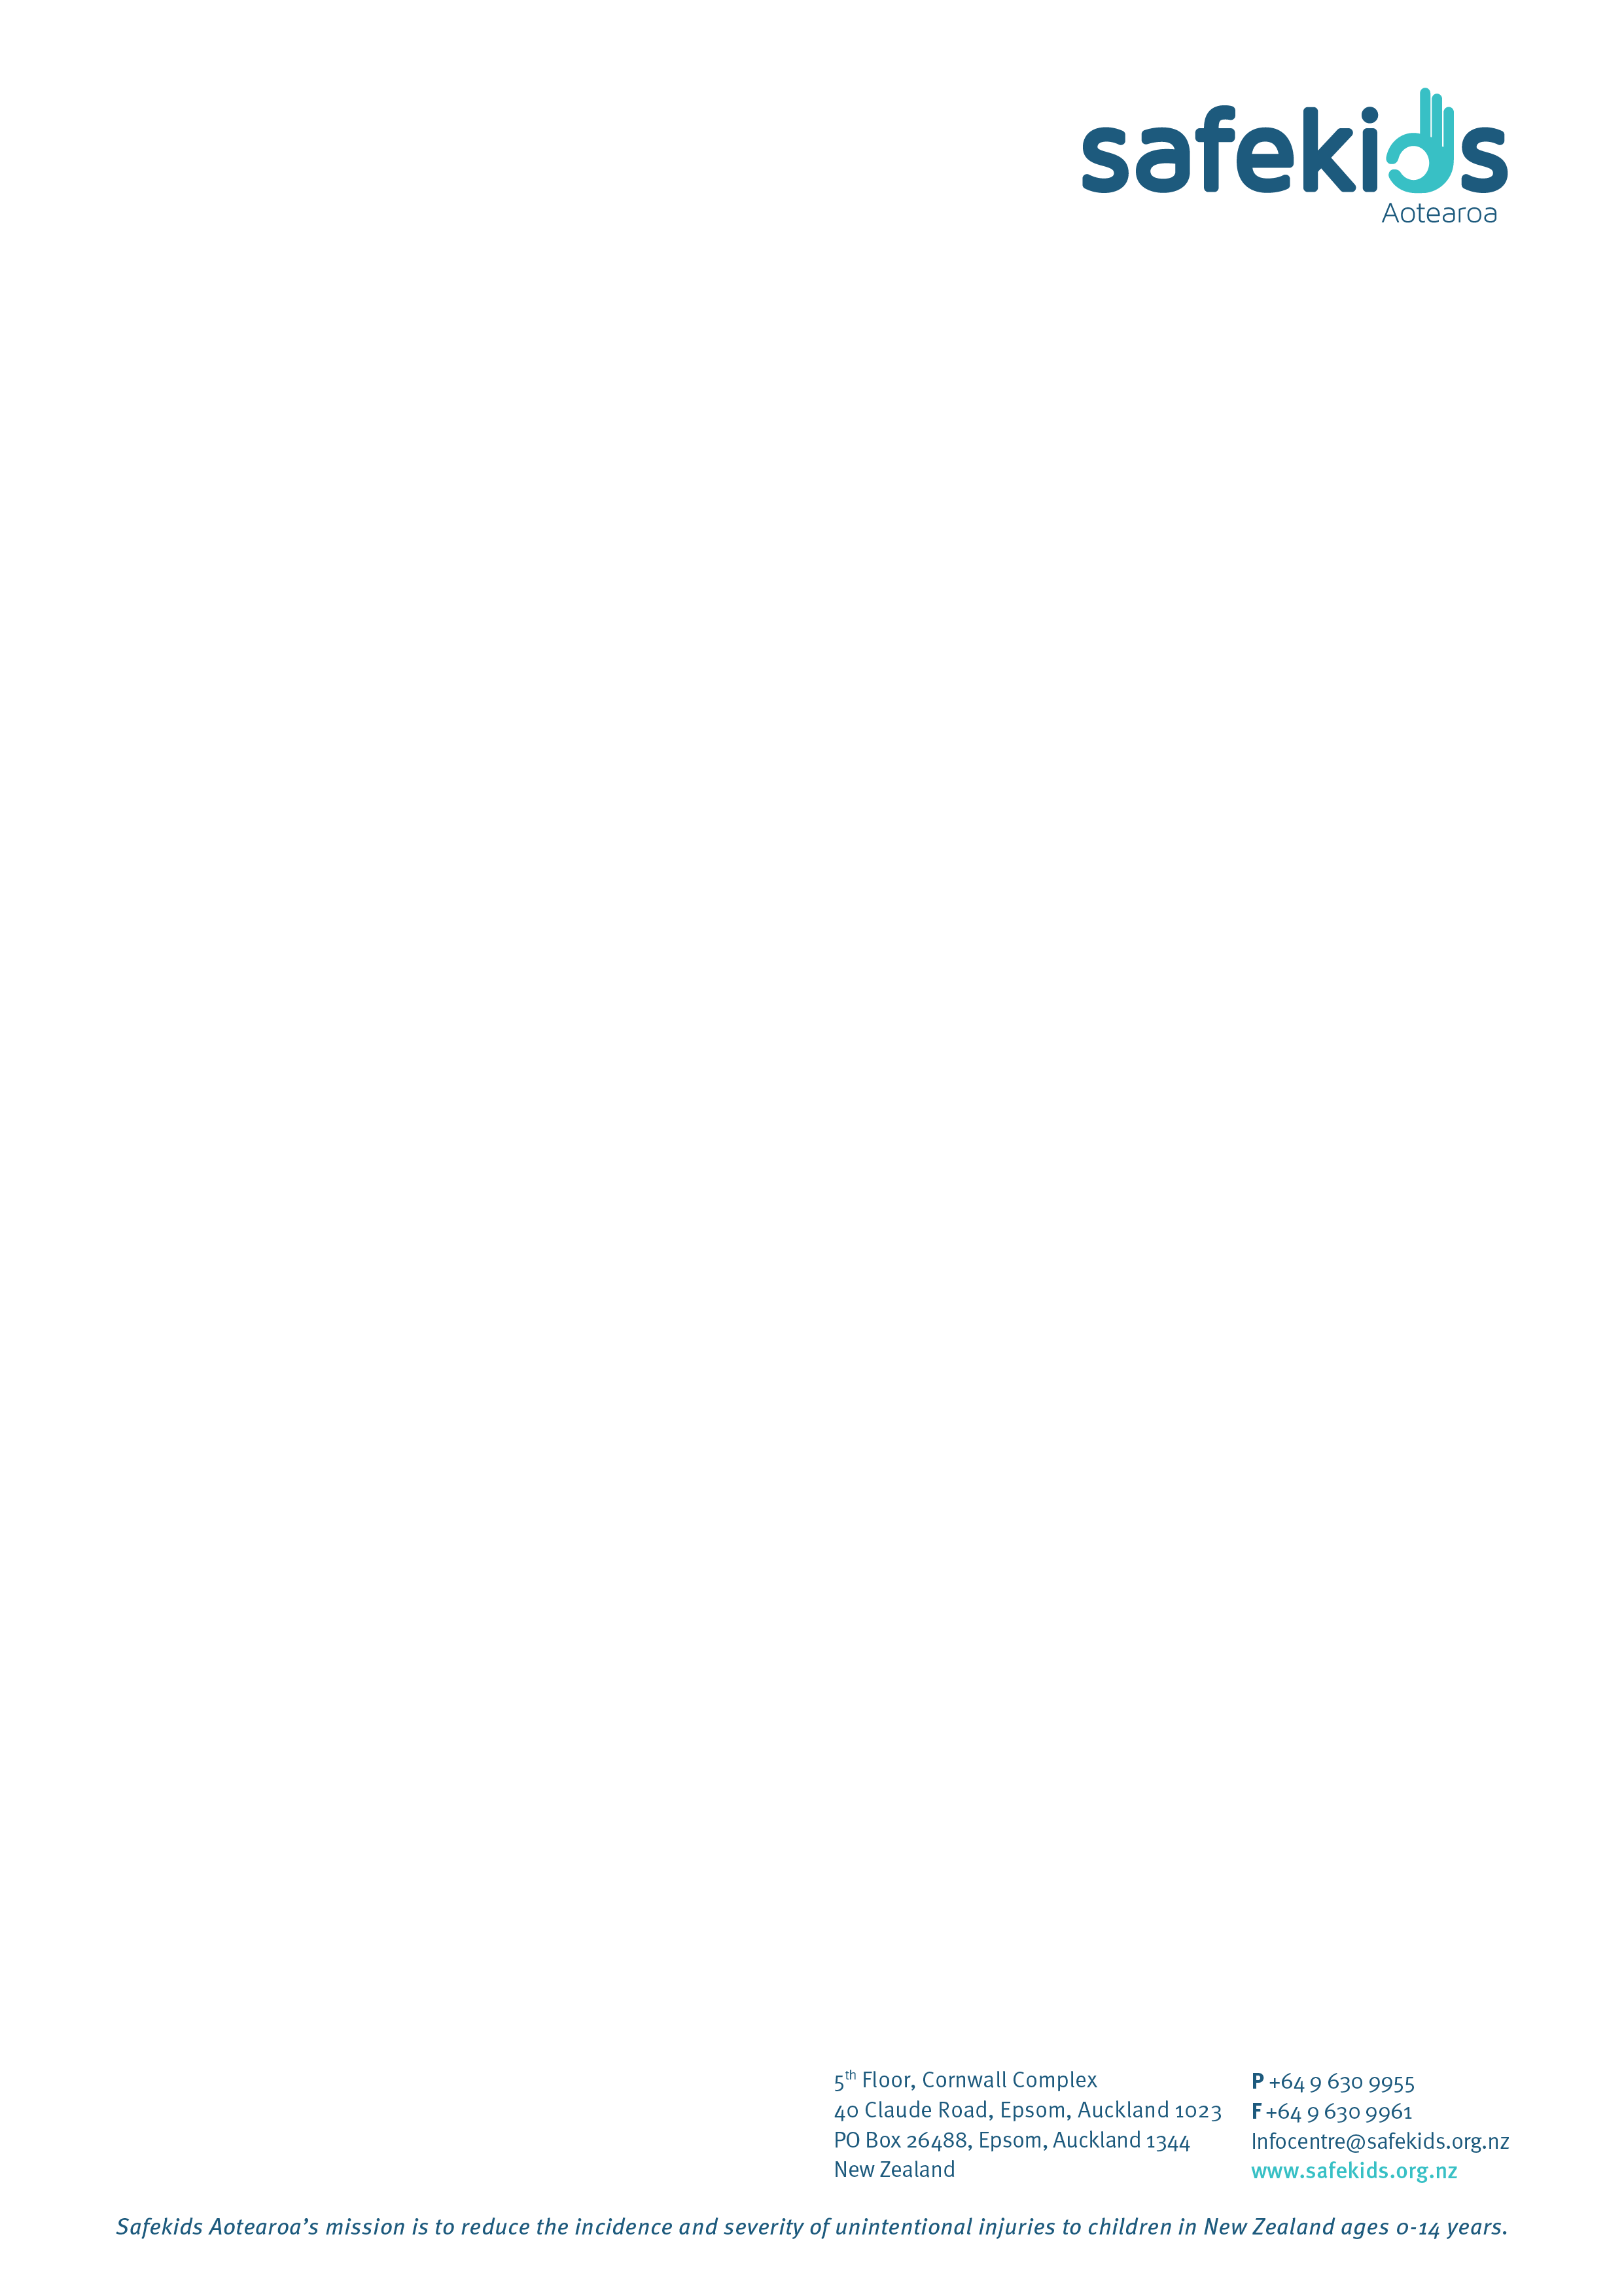 safekids
Aotearoa
5th Floor, Cornwall Complex
40 Claude Road, Epsom, Auckland 1023
PO Box 26488, Epsom, Auckland 1344
New Zealand
P +64 9 630 9955
F +64 9 630 9961
Infocentre@safekids.org.nz
www.safekids.org.nz
Safekids Aotearoa’s mission is to reduce the incidence and severity of unintentional injuries to children in New Zealand ages 0-14 years.